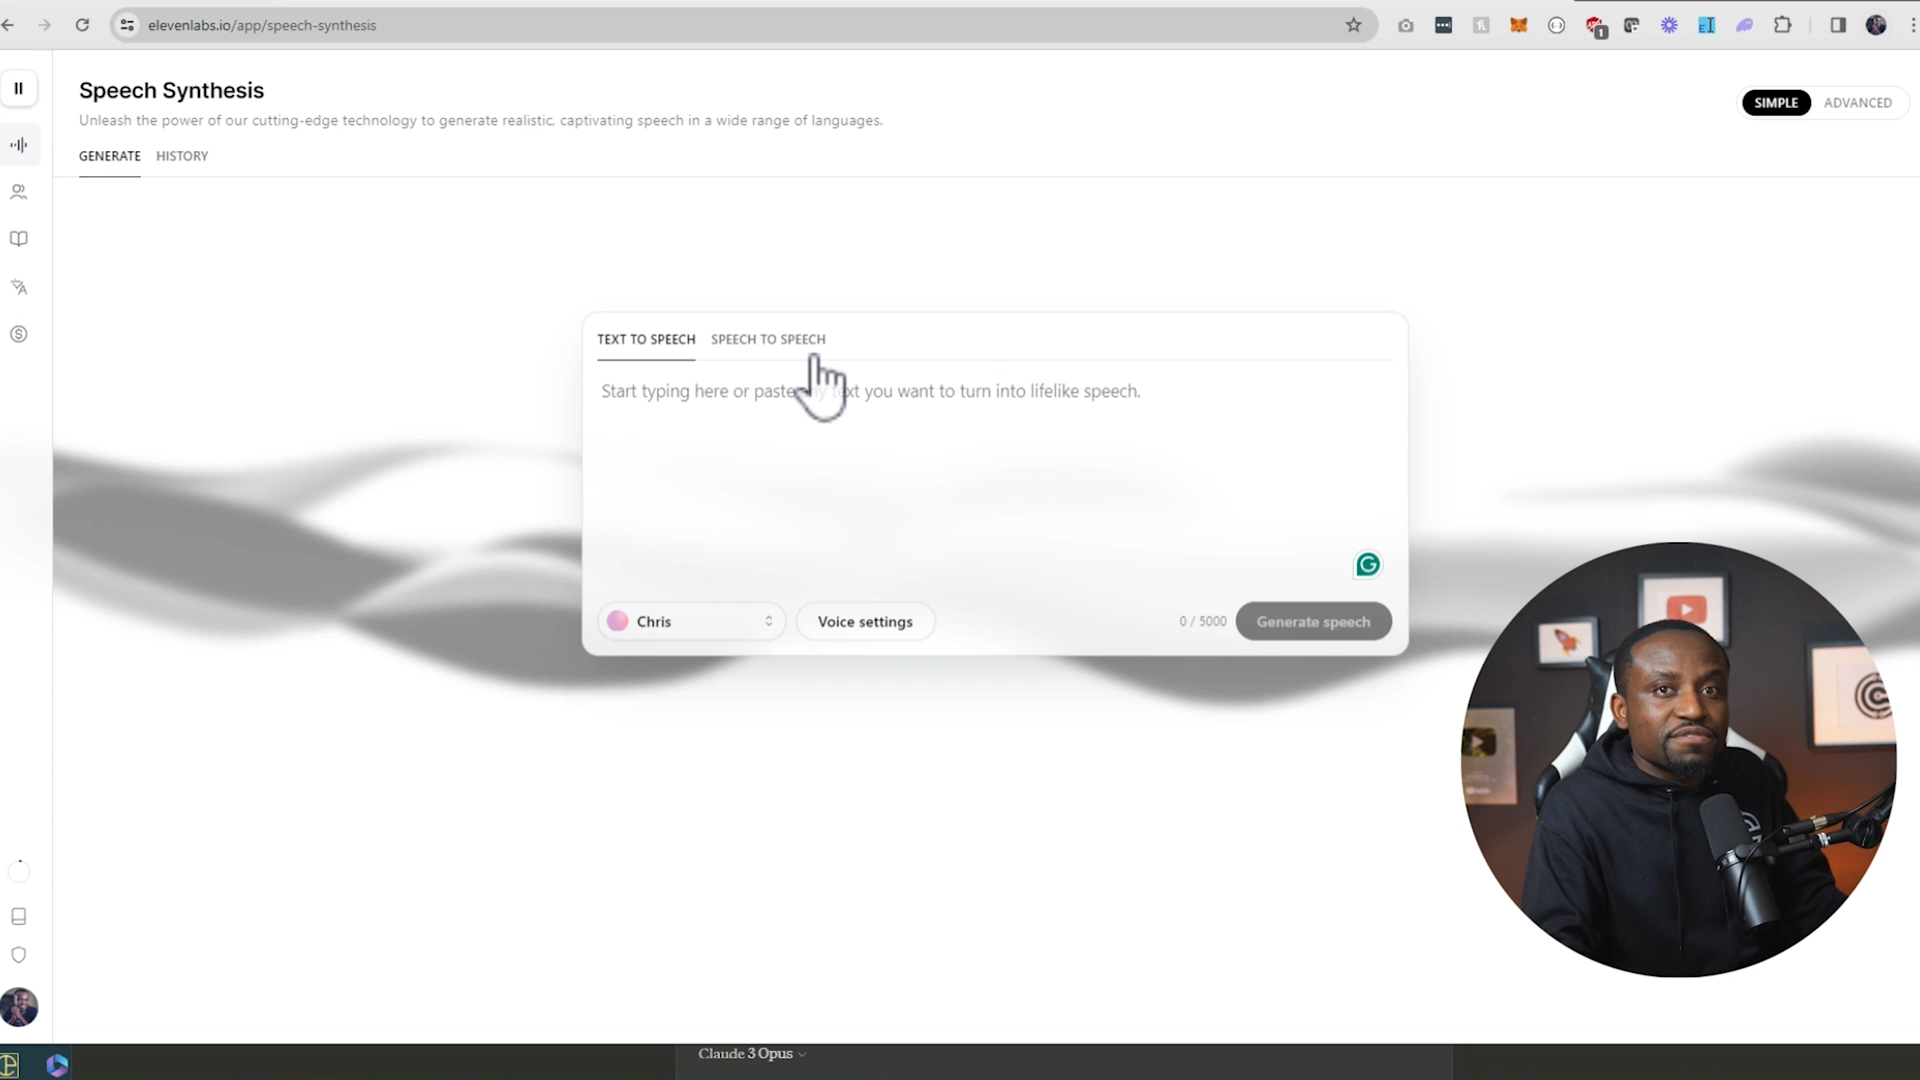 elevenlabs.io/app/speech-synthesis
1
Speech Synthesis
SIMPLE ADVANCED
Unleash the power of our cutting-edge technology to generate realistic, captivating speech in a wide range of languages.
GENERATE HISTORY
TEXT TO SPEECH SPEECH TO SPEECH
Start typing here or paste any text you want to turn into lifelike speech.
Chris Voice settings 0 / 5000 Generate speech
Claude 3 Opus